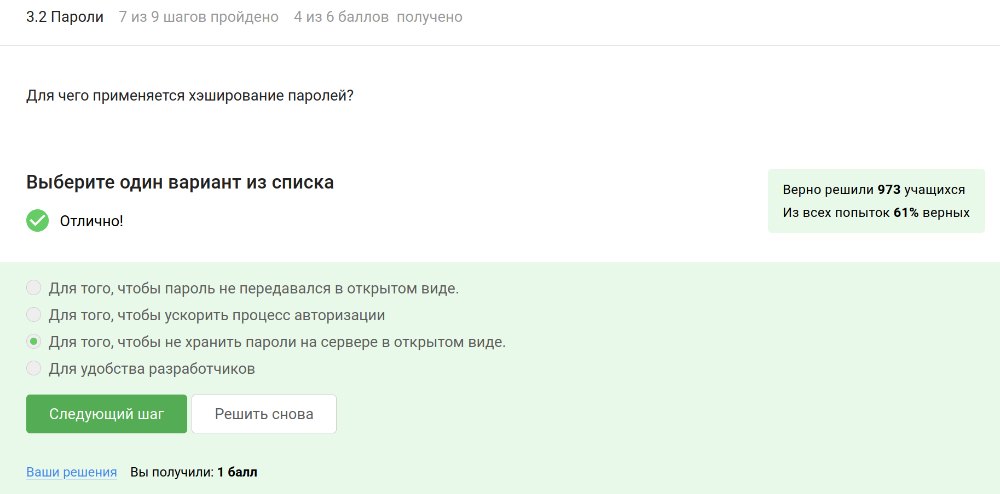 3.2 Пароли 7 из 9 шагов пройдено 4 из 6 баллов получено
Для чего применяется хэширование паролей?
Выберите один вариант из списка
Отлично!
Верно решили 973 учащихся
Из всех попыток 61% верных
Для того, чтобы пароль не передавался в открытом виде.
Для того, чтобы ускорить процесс авторизации
Для того, чтобы не хранить пароли на сервере в открытом виде.
Для удобства разработчиков
Следующий шаг Решить снова
Ваши решения Вы получили: 1 балл